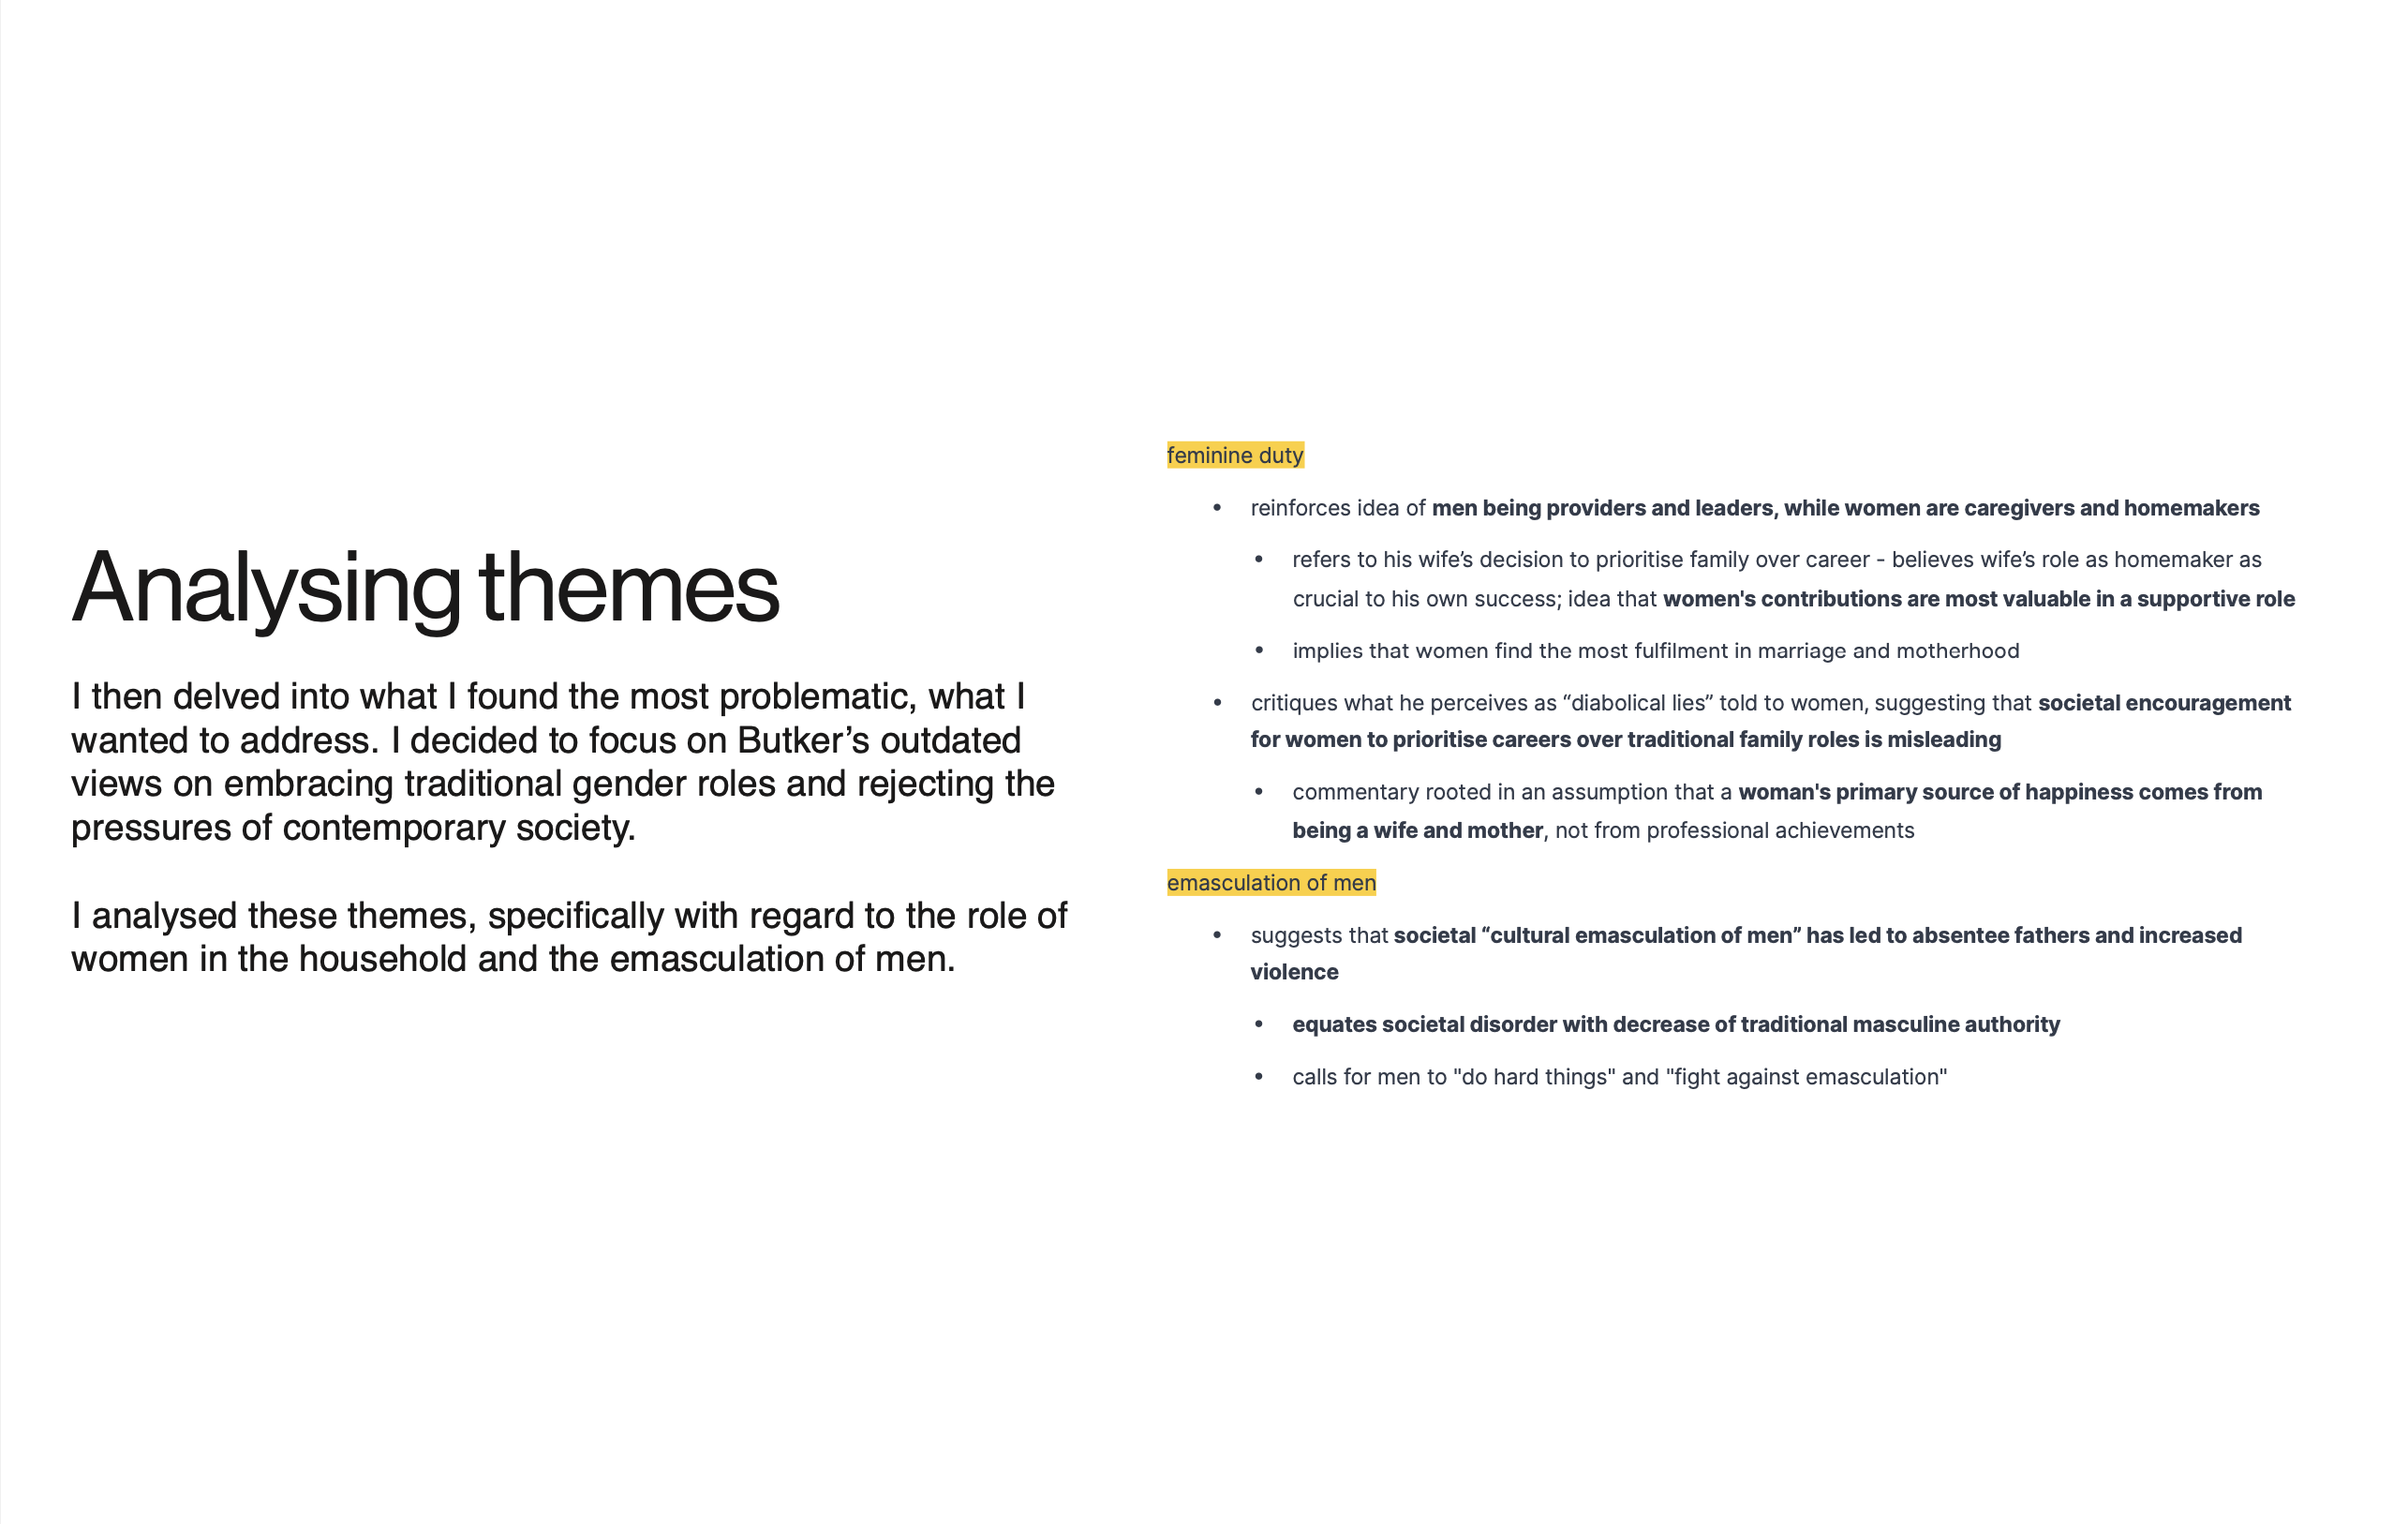 Analysing themes
I then delved into what I found the most problematic, what I
wanted to address. I decided to focus on Butker’s outdated
views on embracing traditional gender roles and rejecting the
pressures of contemporary society.
I analysed these themes, specifically with regard to the role of
women in the household and the emasculation of men.
feminine duty
• reinforces idea of men being providers and leaders, while women are caregivers and homemakers
• refers to his wife’s decision to prioritise family over career - believes wife’s role as homemaker as
crucial to his own success; idea that women's contributions are most valuable in a supportive role
• implies that women find the most fulfilment in marriage and motherhood
• critiques what he perceives as “diabolical lies” told to women, suggesting that societal encouragement
for women to prioritise careers over traditional family roles is misleading
• commentary rooted in an assumption that a woman's primary source of happiness comes from
being a wife and mother, not from professional achievements
emasculation of men
• suggests that societal “cultural emasculation of men” has led to absentee fathers and increased
violence
• equates societal disorder with decrease of traditional masculine authority
• calls for men to "do hard things" and "fight against emasculation"